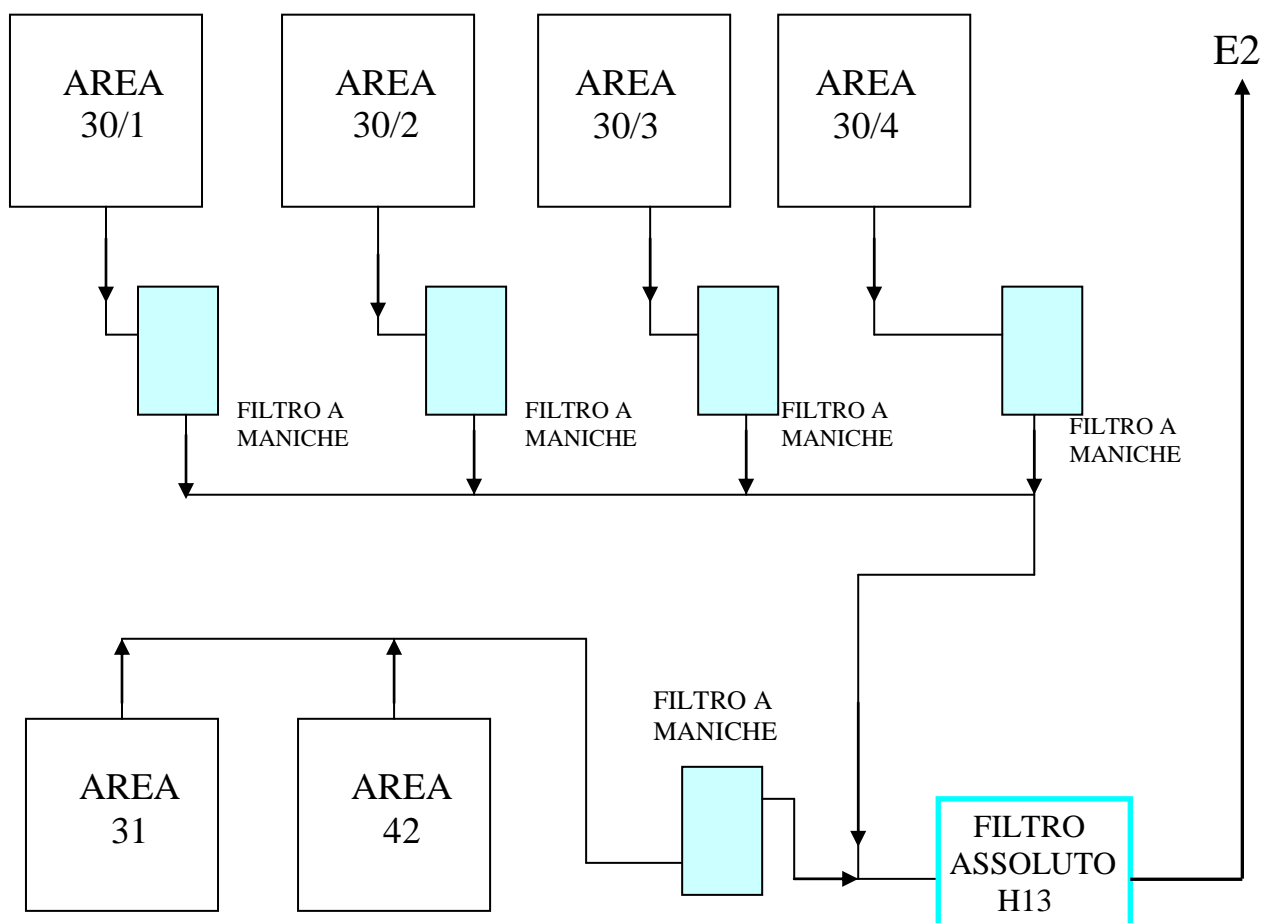 AREA
30/1
AREA
30/2
AREA
30/3
AREA
30/4
E2
FILTRO A
MANICHE
FILTRO A
MANICHE
FILTRO A
MANICHE
FILTRO A
MANICHE
AREA
31
AREA
42
FILTRO A
MANICHE
FILTRO
ASSOLUTO
H13